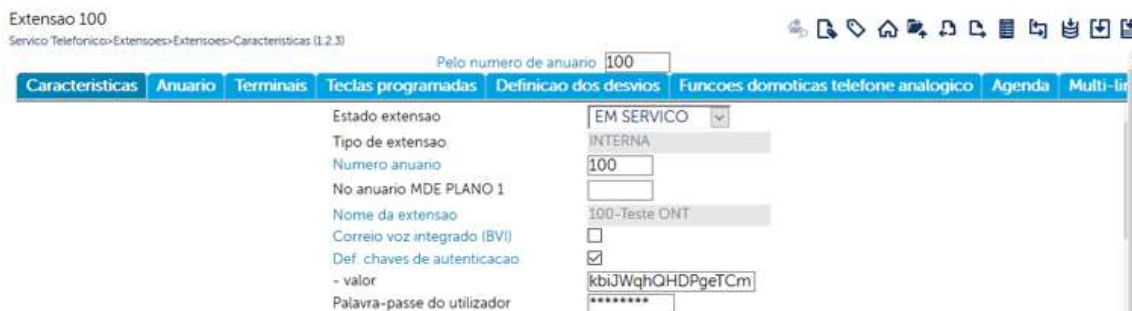 Extensao 100
Servico Telefonico>Extensoes>Extensoes>Caracteristicas (1.2.3)
Pelo numero de anuario 100
Caracteristicas Anuario Terminais Teclas programadas Definicao dos desvios Funcoes domoticas telefone analogico Agenda Multi-lin
Estado extensao EM SERVICO
Tipo de extensao INTERNA
Numero anuario 100
No anuario MDE PLANO 1
Nome da extensao 100-Teste ONT
Correio voz integrado (BVI)
Def. chaves de autenticacao
- valor kbiJWqhQHDPgeTCm
Palavra-passe do utilizador ********